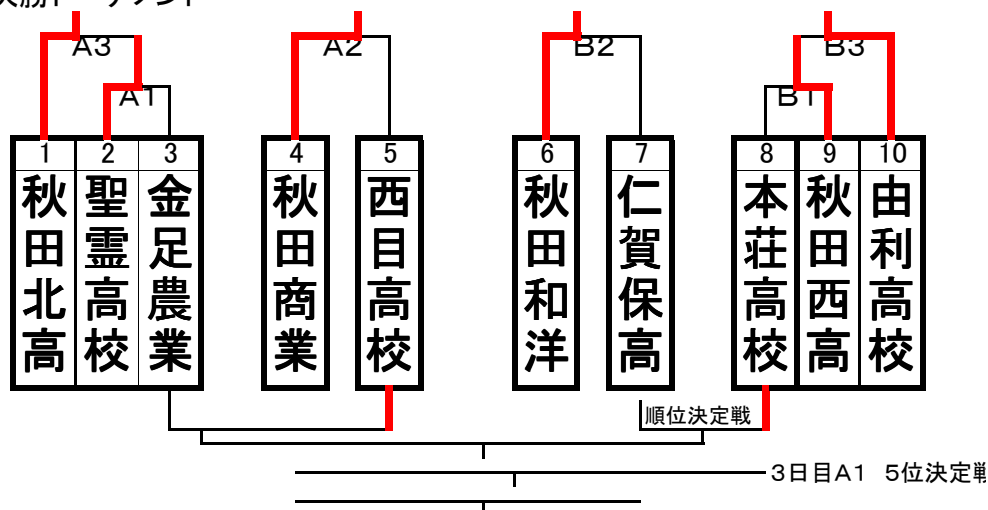 A3
A2
B2
B3
A1
B1
1
2
3
4
5
6
7
8
9
10
秋田北高
聖霊高校
金足農業
秋田商業
西目高校
秋田和洋
仁賀保高
本荘高校
秋田西高
由利高校
順位決定戦
3日目A1 5位決定戦